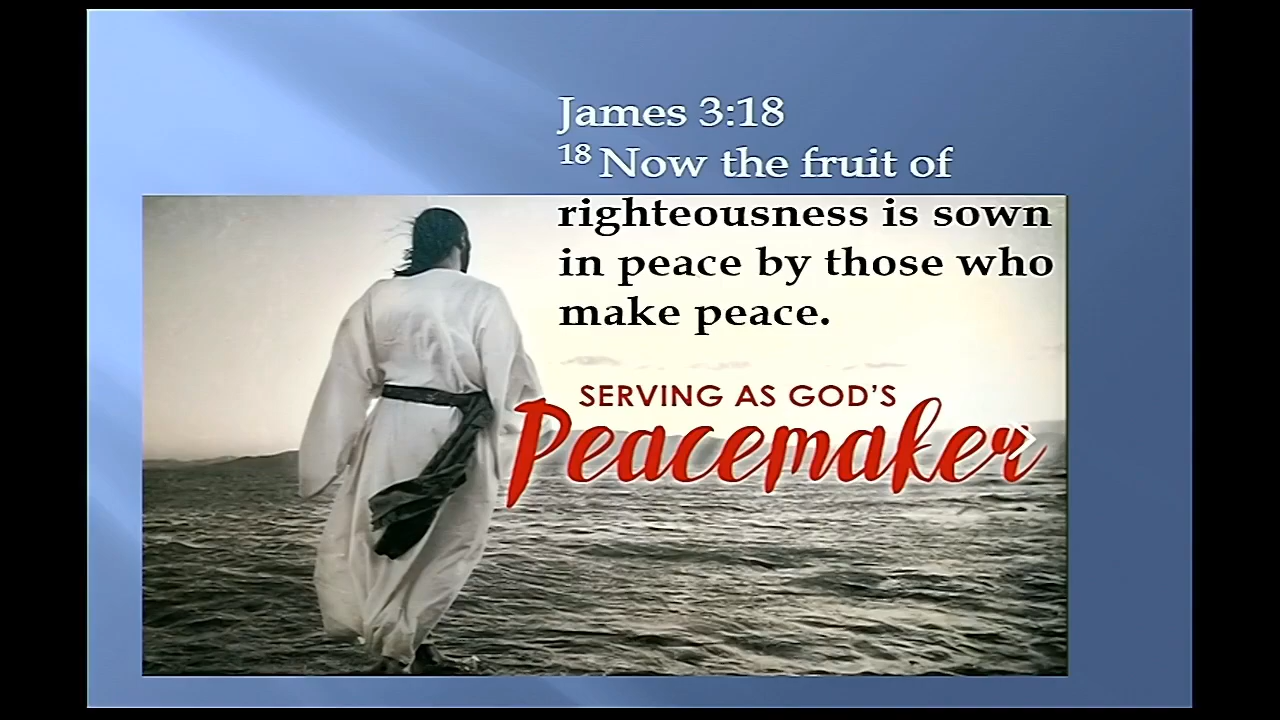 James 3:18
18 Now the fruit of
righteousness is sown
in peace by those who
make peace.
SERVING AS GOD'S
Peacemaker